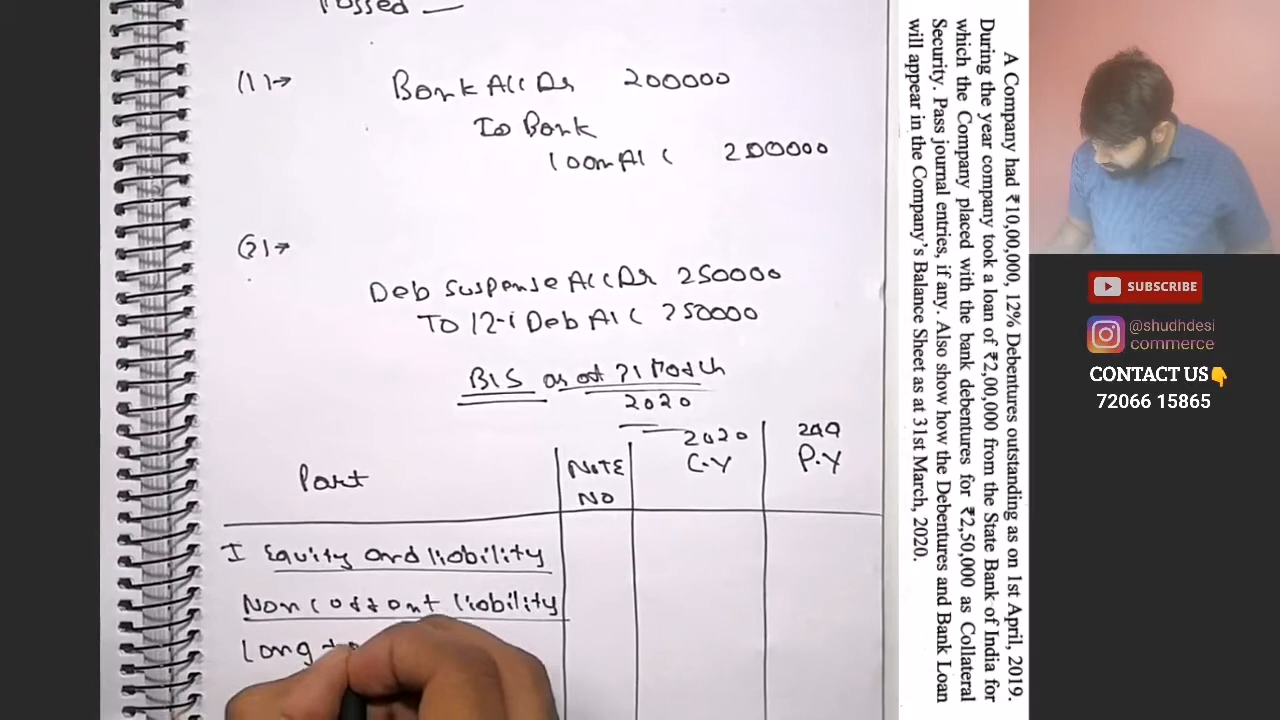 Passed —
(1)→ Bank A/c Dr 200000
To Bank
loan A/c 200000
(2)→
Deb suspense A/c Dr 250000
To 12% Deb A/c 250000
B/S as at 31 March
2020
Part
NOTE
NO
2020
C.Y
2019
P.Y
I Equity and liability
Non current liability
long
A Company had ₹10,00,000, 12% Debentures outstanding as on 1st April, 2019.
During the year company took a loan of ₹2,00,000 from the State Bank of India for
which the Company placed with the bank debentures for ₹2,50,000 as Collateral
Security. Pass journal entries, if any. Also show how the Debentures and Bank Loan
will appear in the Company's Balance Sheet as at 31st March, 2020.
SUBSCRIBE
@shudhdesi
commerce
CONTACT US👇
72066 15865